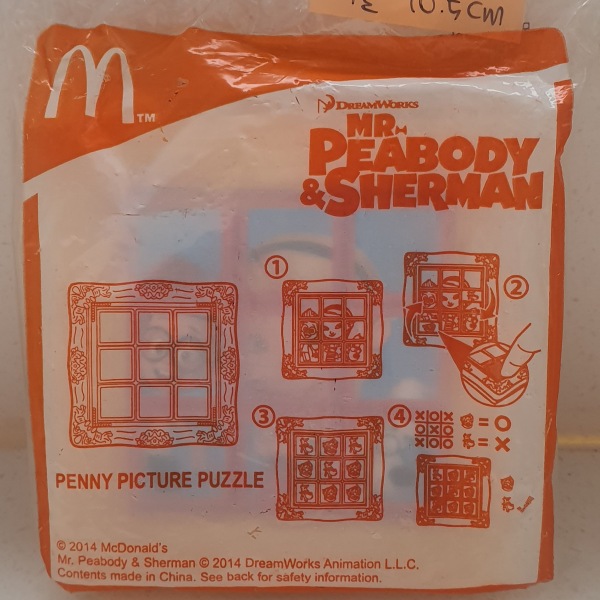 10.5CM
M
TM
DREAMWORKS
MR.
PEABODY
& SHERMAN
①
②
③
④
XOX
= O
= X
PENNY PICTURE PUZZLE
© 2014 McDonald's
Mr. Peabody & Sherman © 2014 DreamWorks Animation L.L.C.
Contents made in China. See back for safety information.